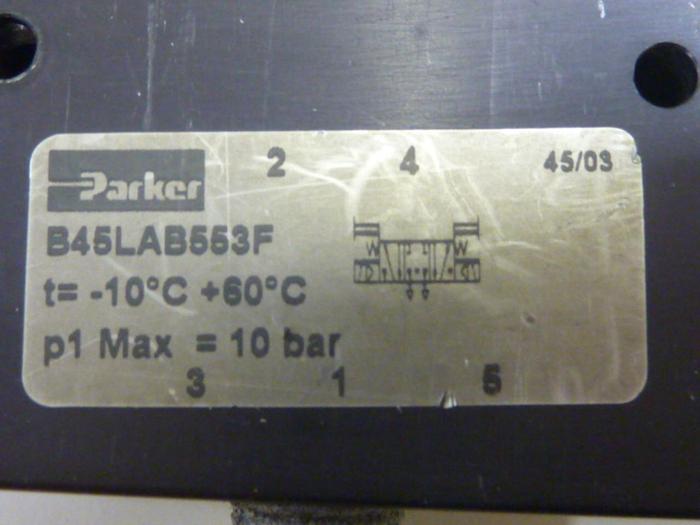 Parker 2 4 45/03
B45LAB553F
t= -10°C +60°C
p1 Max = 10 bar
3 1 5